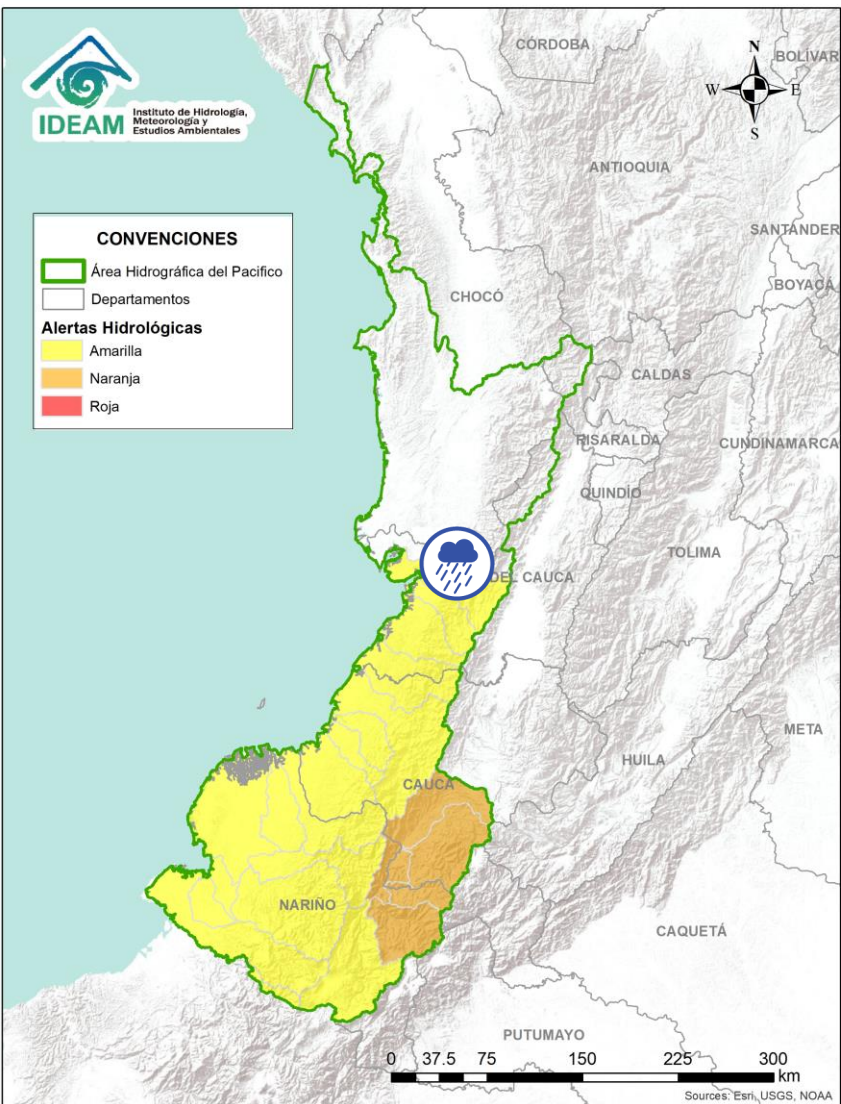 IDEAM
Instituto de Hidrología,
Meteorología y
Estudios Ambientales
N
W
E
S
CÓRDOBA
BOLÍVAR
ANTIOQUIA
SANTANDER
BOYACÁ
CHOCÓ
CALDAS
RISARALDA
CUNDINAMARCA
QUINDÍO
TOLIMA
DEL CAUCA
META
HUILA
CAUCA
NARIÑO
CAQUETÁ
PUTUMAYO
CONVENCIONES
Área Hidrográfica del Pacifico
Departamentos
Alertas Hidrológicas
Amarilla
Naranja
Roja
0 37.5 75 150 225 300
km
Sources: Esri, USGS, NOAA